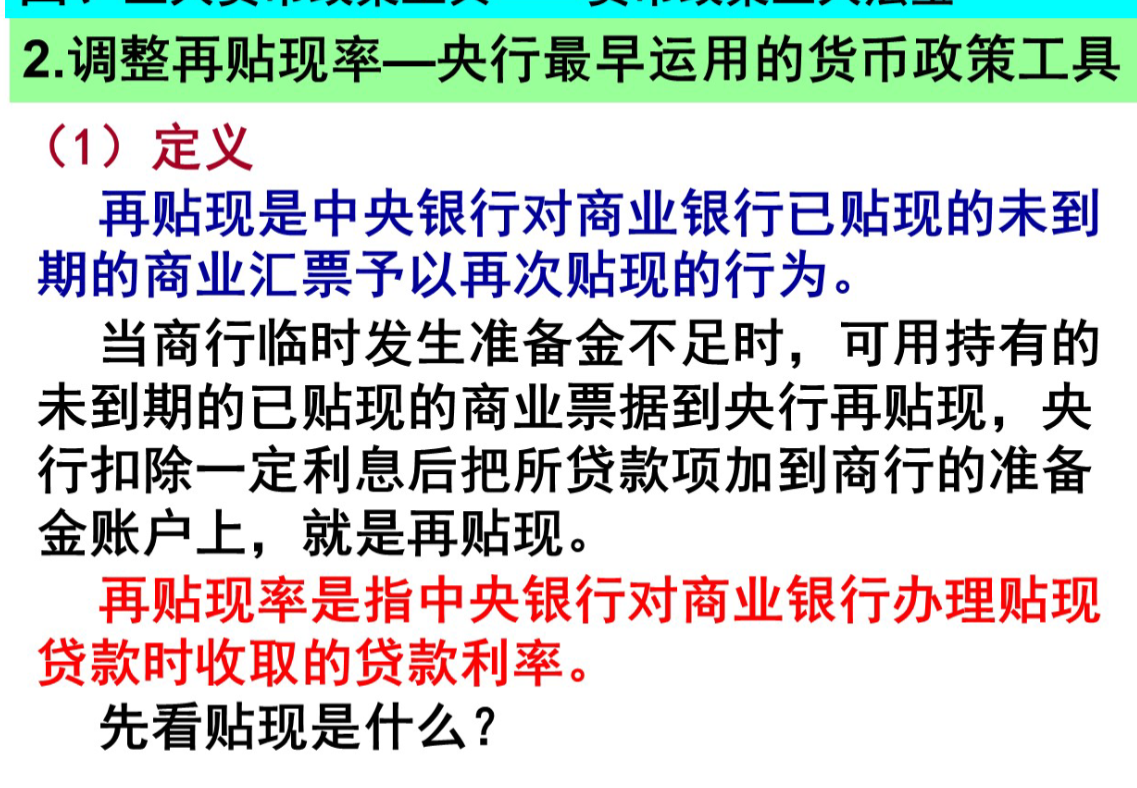 2.调整再贴现率—央行最早运用的货币政策工具
（1）定义
再贴现是中央银行对商业银行已贴现的未到
期的商业汇票予以再次贴现的行为。
当商行临时发生准备金不足时，可用持有的
未到期的已贴现的商业票据到央行再贴现，央
行扣除一定利息后把所贷款项加到商行的准备
金账户上，就是再贴现。
再贴现率是指中央银行对商业银行办理贴现
贷款时收取的贷款利率。
先看贴现是什么？